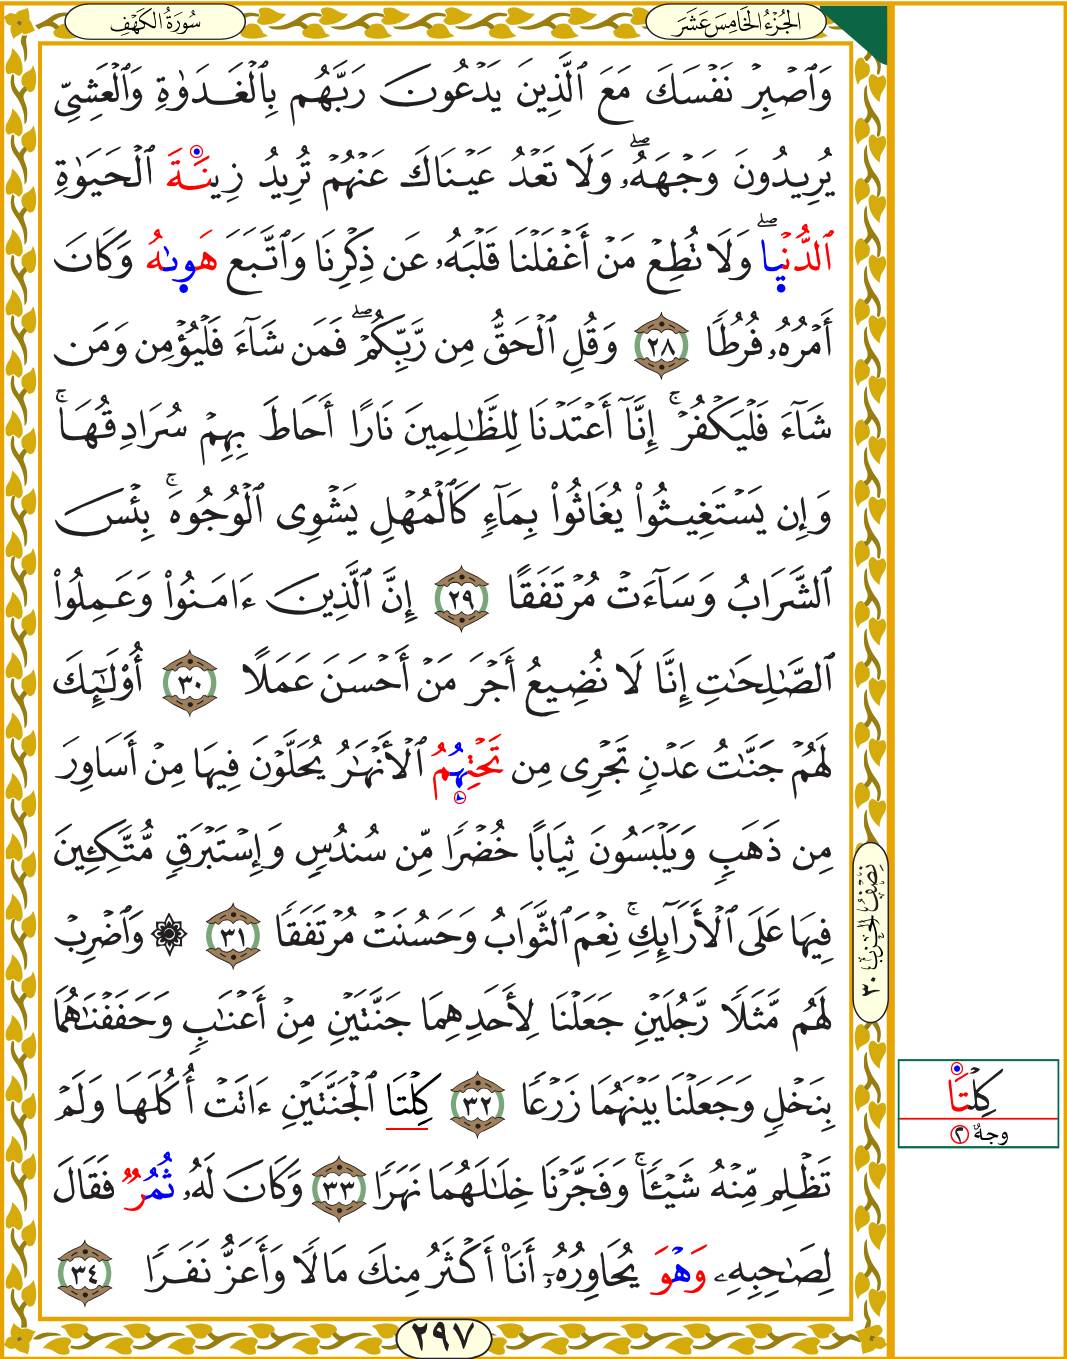 سُورَةُ الكَهْفِ
الجُزْءُ الخَامِسَ عَشَرَ
وَٱصْبِرْ نَفْسَكَ مَعَ ٱلَّذِينَ يَدْعُونَ رَبَّهُم بِٱلْغَدَوٰةِ وَٱلْعَشِيِّ
يُرِيدُونَ وَجْهَهُۥۖ وَلَا تَعْدُ عَيْنَاكَ عَنْهُمْ تُرِيدُ زِينَةَ ٱلْحَيَوٰةِ
ٱلدُّنْيَاۖ وَلَا تُطِعْ مَنْ أَغْفَلْنَا قَلْبَهُۥ عَن ذِكْرِنَا وَٱتَّبَعَ هَوىٰهُ وَكَانَ
أَمْرُهُۥ فُرُطًا ٢٨ وَقُلِ ٱلْحَقُّ مِن رَّبِّكُمْۖ فَمَن شَآءَ فَلْيُؤْمِن وَمَن
شَآءَ فَلْيَكْفُرْۚ إِنَّآ أَعْتَدْنَا لِلظَّٰلِمِينَ نَارًا أَحَاطَ بِهِمْ سُرَادِقُهَاۚ
وَإِن يَسْتَغِيثُوا۟ يُغَاثُوا۟ بِمَآءٍ كَٱلْمُهْلِ يَشْوِى ٱلْوُجُوهَۚ بِئْسَ
ٱلشَّرَابُ وَسَآءَتْ مُرْتَفَقًا ٢٩ إِنَّ ٱلَّذِينَ ءَامَنُوا۟ وَعَمِلُوا۟
ٱلصَّٰلِحَٰتِ إِنَّا لَا نُضِيعُ أَجْرَ مَنْ أَحْسَنَ عَمَلًا ٣٠ أُو۟لَٰٓئِكَ
لَهُمْ جَنَّٰتُ عَدْنٍ تَجْرِى مِن تَحْتِهِمُ ٱلْأَنْهَٰرُ يُحَلَّوْنَ فِيهَا مِنْ أَسَاوِرَ
مِن ذَهَبٍ وَيَلْبَسُونَ ثِيَابًا خُضْرًا مِّن سُندُسٍ وَإِسْتَبْرَقٍ مُّتَّكِـِٔينَ
فِيهَا عَلَى ٱلْأَرَآئِكِۚ نِعْمَ ٱلثَّوَابُ وَحَسُنَتْ مُرْتَفَقًا ٣١ ۞ وَٱضْرِبْ
لَهُم مَّثَلًا رَّجُلَيْنِ جَعَلْنَا لِأَحَدِهِمَا جَنَّتَيْنِ مِنْ أَعْنَٰبٍ وَحَفَفْنَٰهُمَا
بِنَخْلٍ وَجَعَلْنَا بَيْنَهُمَا زَرْعًا ٣٢ كِلْتَا ٱلْجَنَّتَيْنِ ءَاتَتْ أُكُلَهَا وَلَمْ
تَظْلِم مِّنْهُ شَيْـًٔاۚ وَفَجَّرْنَا خِلَٰلَهُمَا نَهَرًا ٣٣ وَكَانَ لَهُۥ ثُمُرٌ فَقَالَ
لِصَٰحِبِهِۦ وَهْوَ يُحَاوِرُهُۥٓ أَنَا۠ أَكْثَرُ مِنكَ مَالًا وَأَعَزُّ نَفَرًا ٣٤
٢٩٧
نِصْفُ الحِزْبِ ٣٠
كِلْتَا
وجهٌ ٢